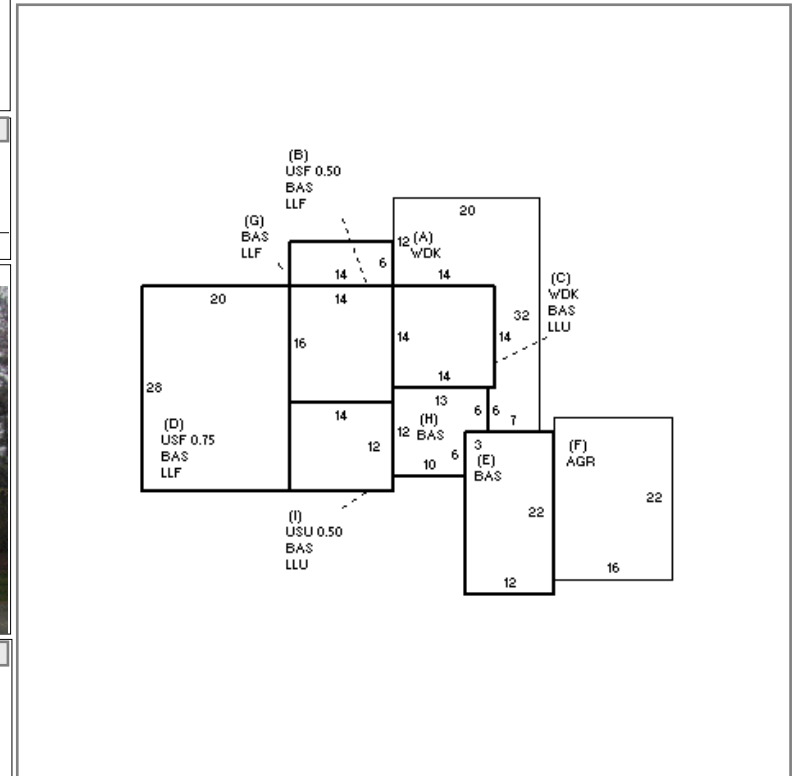 (B)
USF 0.50
BAS
LLF
20
(G)
BAS
LLF
12
(A)
WDK
6
14
14
(C)
WDK
BAS
LLU
20
14
32
16
14
14
28
14
13
6
6
7
14
(H)
BAS
12
(D)
USF 0.75
BAS
LLF
12
3
(E)
BAS
6
10
(F)
AGR
22
22
(I)
USU 0.50
BAS
LLU
16
12